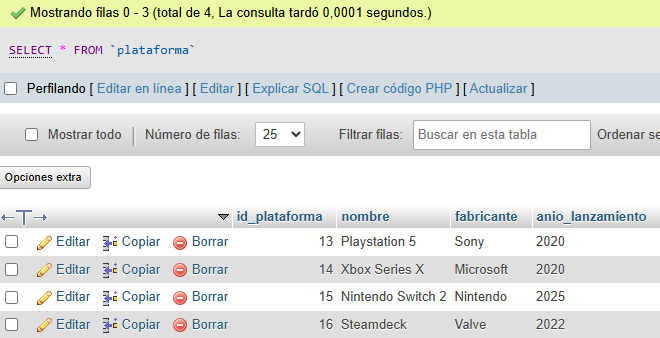 Mostrando filas 0 - 3 (total de 4, La consulta tardó 0,0001 segundos.)
SELECT * FROM `plataforma`
Perfilando [ Editar en línea ] [ Editar ] [ Explicar SQL ] [ Crear código PHP ] [ Actualizar ]
Mostrar todo Número de filas: 25 Filtrar filas: Buscar en esta tabla Ordenar se
Opciones extra
id_plataforma nombre fabricante anio_lanzamiento
Editar Copiar Borrar 13 Playstation 5 Sony 2020
Editar Copiar Borrar 14 Xbox Series X Microsoft 2020
Editar Copiar Borrar 15 Nintendo Switch 2 Nintendo 2025
Editar Copiar Borrar 16 Steamdeck Valve 2022